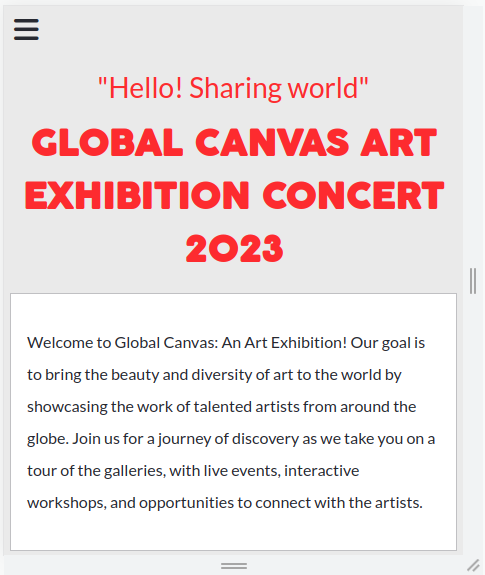 "Hello! Sharing world"
GLOBAL CANVAS ART
EXHIBITION CONCERT
2023
Welcome to Global Canvas: An Art Exhibition! Our goal is
to bring the beauty and diversity of art to the world by
showcasing the work of talented artists from around the
globe. Join us for a journey of discovery as we take you on a
tour of the galleries, with live events, interactive
workshops, and opportunities to connect with the artists.